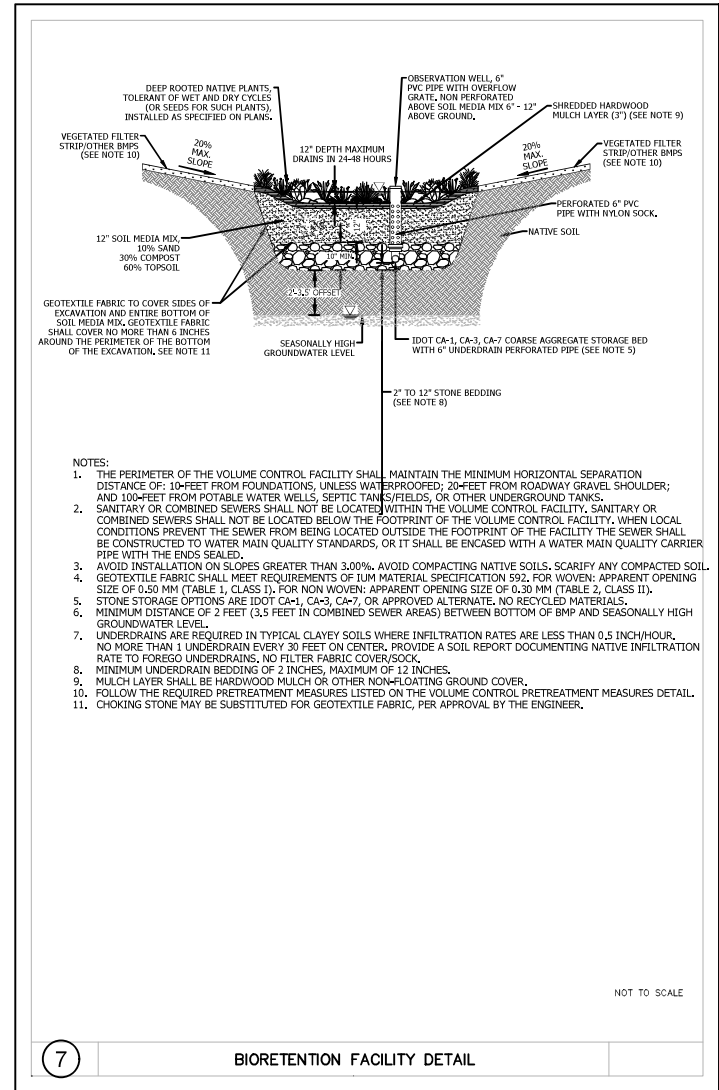 DEEP ROOTED NATIVE PLANTS,
TOLERANT OF WET AND DRY CYCLES
(OR SEEDS FOR SUCH PLANTS),
INSTALLED AS SPECIFIED ON PLANS.
OBSERVATION WELL, 6"
PVC PIPE WITH OVERFLOW
GRATE. NON PERFORATED
ABOVE SOIL MEDIA MIX 6" - 12"
ABOVE GROUND.
SHREDDED HARDWOOD
MULCH LAYER (3") (SEE NOTE 9)
VEGETATED FILTER
STRIP/OTHER BMPS
(SEE NOTE 10)
20%
MAX.
SLOPE
12" DEPTH MAXIMUM
DRAINS IN 24-48 HOURS
20%
MAX.
SLOPE
VEGETATED FILTER
STRIP/OTHER BMPS
(SEE NOTE 10)
PERFORATED 6" PVC
PIPE WITH NYLON SOCK.
NATIVE SOIL
12" SOIL MEDIA MIX,
10% SAND
30% COMPOST
60% TOPSOIL
12"
10" MIN.
2'-3.5' OFFSET
GEOTEXTILE FABRIC TO COVER SIDES OF
EXCAVATION AND ENTIRE BOTTOM OF
SOIL MEDIA MIX. GEOTEXTILE FABRIC
SHALL COVER NO MORE THAN 6 INCHES
AROUND THE PERIMETER OF THE BOTTOM
OF THE EXCAVATION. SEE NOTE 11
SEASONALLY HIGH
GROUNDWATER LEVEL
IDOT CA-1, CA-3, CA-7 COARSE AGGREGATE STORAGE BED
WITH 6" UNDERDRAIN PERFORATED PIPE (SEE NOTE 5)
2" TO 12" STONE BEDDING
(SEE NOTE 8)
NOTES:
1. THE PERIMETER OF THE VOLUME CONTROL FACILITY SHALL MAINTAIN THE MINIMUM HORIZONTAL SEPARATION
DISTANCE OF: 10-FEET FROM FOUNDATIONS, UNLESS WATERPROOFED; 20-FEET FROM ROADWAY GRAVEL SHOULDER;
AND 100-FEET FROM POTABLE WATER WELLS, SEPTIC TANKS/FIELDS, OR OTHER UNDERGROUND TANKS.
2. SANITARY OR COMBINED SEWERS SHALL NOT BE LOCATED WITHIN THE VOLUME CONTROL FACILITY. SANITARY OR
COMBINED SEWERS SHALL NOT BE LOCATED BELOW THE FOOTPRINT OF THE VOLUME CONTROL FACILITY. WHEN LOCAL
CONDITIONS PREVENT THE SEWER FROM BEING LOCATED OUTSIDE THE FOOTPRINT OF THE FACILITY THE SEWER SHALL
BE CONSTRUCTED TO WATER MAIN QUALITY STANDARDS, OR IT SHALL BE ENCASED WITH A WATER MAIN QUALITY CARRIER
PIPE WITH THE ENDS SEALED.
3. AVOID INSTALLATION ON SLOPES GREATER THAN 3.00%. AVOID COMPACTING NATIVE SOILS. SCARIFY ANY COMPACTED SOIL.
4. GEOTEXTILE FABRIC SHALL MEET REQUIREMENTS OF IUM MATERIAL SPECIFICATION 592. FOR WOVEN: APPARENT OPENING
SIZE OF 0.50 MM (TABLE 1, CLASS I). FOR NON WOVEN: APPARENT OPENING SIZE OF 0.30 MM (TABLE 2, CLASS II).
5. STONE STORAGE OPTIONS ARE IDOT CA-1, CA-3, CA-7, OR APPROVED ALTERNATE. NO RECYCLED MATERIALS.
6. MINIMUM DISTANCE OF 2 FEET (3.5 FEET IN COMBINED SEWER AREAS) BETWEEN BOTTOM OF BMP AND SEASONALLY HIGH
GROUNDWATER LEVEL.
7. UNDERDRAINS ARE REQUIRED IN TYPICAL CLAYEY SOILS WHERE INFILTRATION RATES ARE LESS THAN 0.5 INCH/HOUR.
NO MORE THAN 1 UNDERDRAIN EVERY 30 FEET ON CENTER. PROVIDE A SOIL REPORT DOCUMENTING NATIVE INFILTRATION
RATE TO FOREGO UNDERDRAINS. NO FILTER FABRIC COVER/SOCK.
8. MINIMUM UNDERDRAIN BEDDING OF 2 INCHES, MAXIMUM OF 12 INCHES.
9. MULCH LAYER SHALL BE HARDWOOD MULCH OR OTHER NON-FLOATING GROUND COVER.
10. FOLLOW THE REQUIRED PRETREATMENT MEASURES LISTED ON THE VOLUME CONTROL PRETREATMENT MEASURES DETAIL.
11. CHOKING STONE MAY BE SUBSTITUTED FOR GEOTEXTILE FABRIC, PER APPROVAL BY THE ENGINEER.
NOT TO SCALE
7
BIORETENTION FACILITY DETAIL